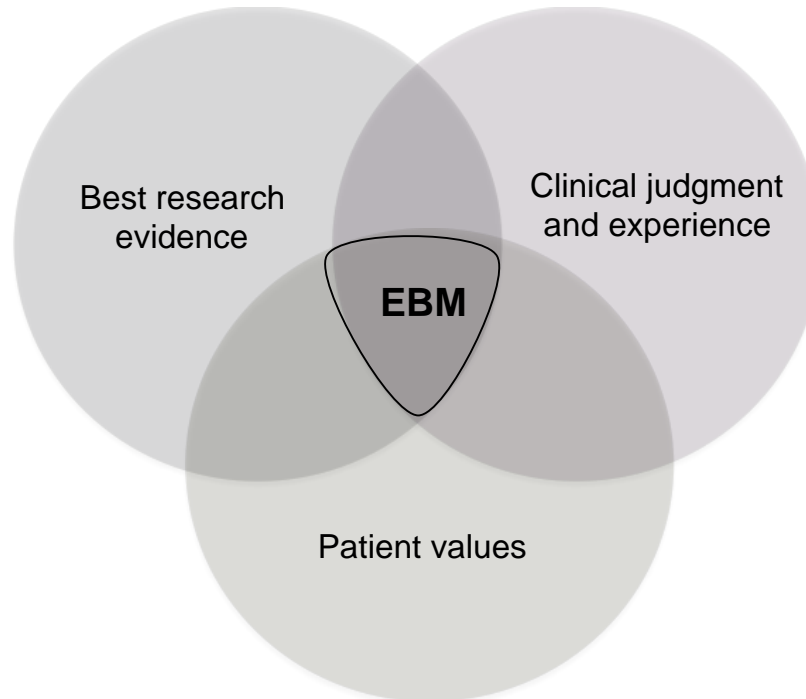 Best research
evidence
Clinical judgment
and experience
EBM
Patient values